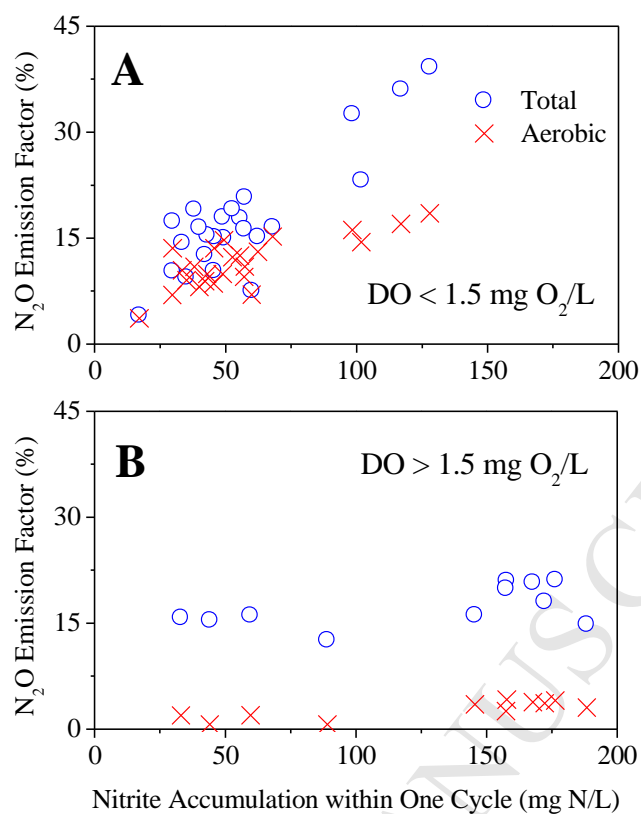 45
A
Total
Aerobic
30
15
0
DO < 1.5 mg O₂/L
N₂O Emission Factor (%)
0 50 100 150 200
45
B
DO > 1.5 mg O₂/L
30
15
0
N₂O Emission Factor (%)
0 50 100 150 200
Nitrite Accumulation within One Cycle (mg N/L)
NUSC